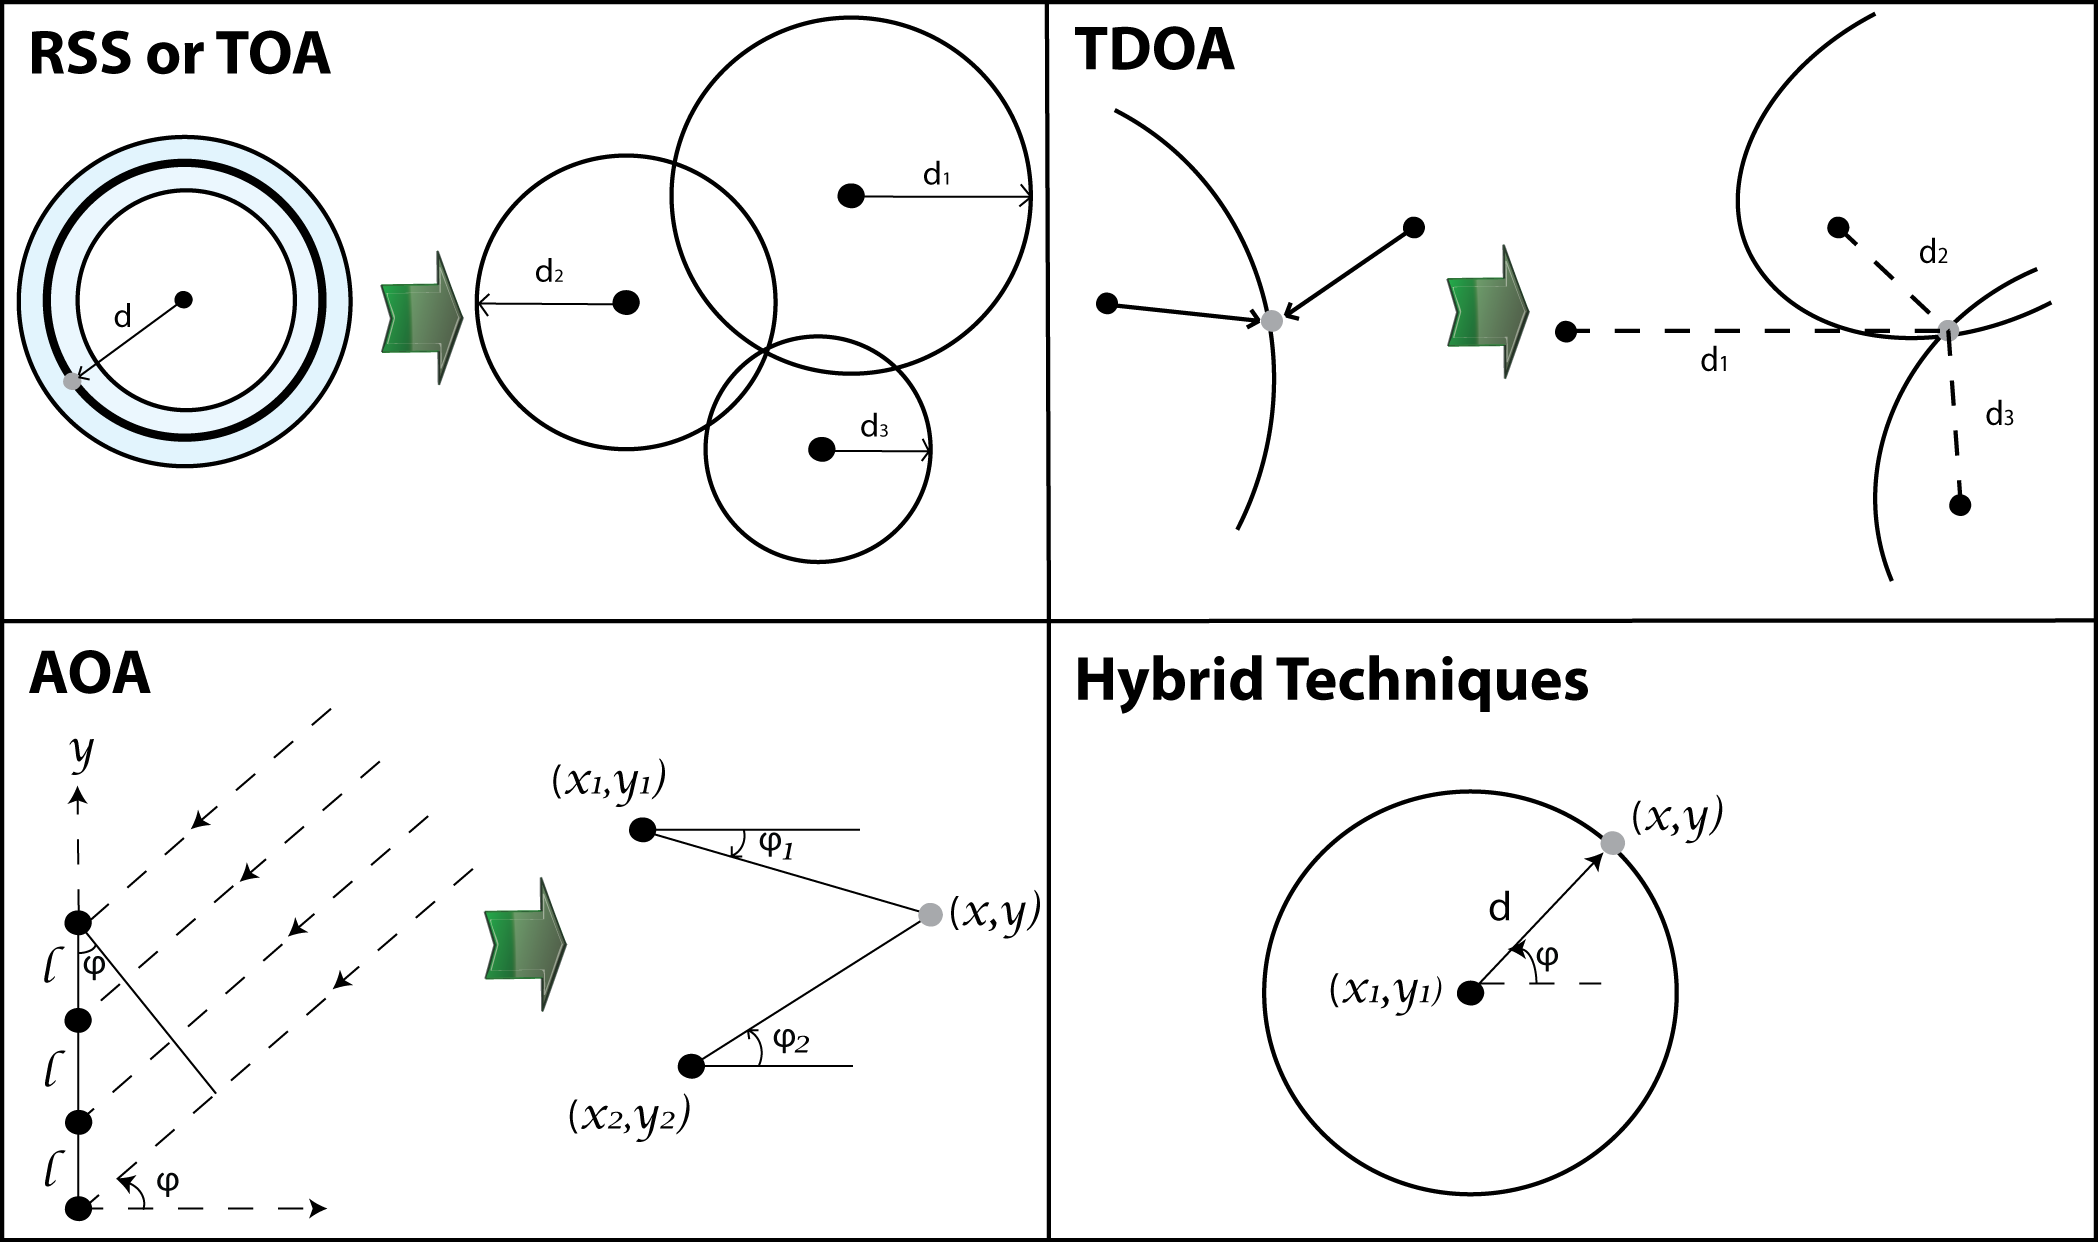 RSS or TOA
d
d2
d1
d3
TDOA
d2
d1
d3
AOA
y
l
φ
l
l
φ
(x1,y1)
φ1
(x,y)
φ2
(x2,y2)
Hybrid Techniques
(x,y)
d
φ
(x1,y1)